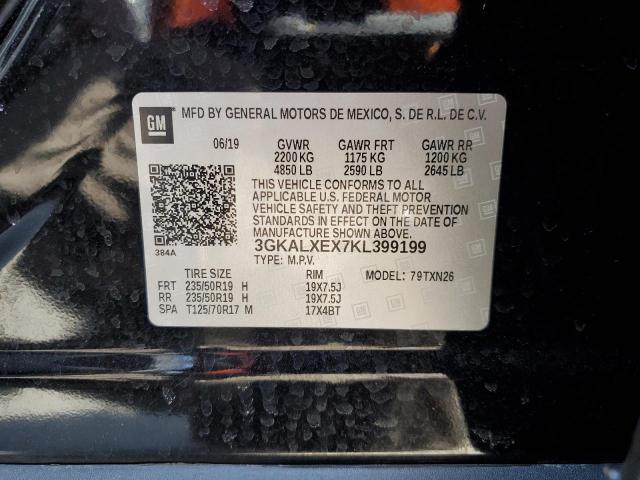 GM MFD BY GENERAL MOTORS DE MEXICO, S. DE R.L. DE C.V.
06/19 GVWR GAWR FRT GAWR RR
2200 KG 1175 KG 1200 KG
4850 LB 2590 LB 2645 LB
THIS VEHICLE CONFORMS TO ALL
APPLICABLE U.S. FEDERAL MOTOR
VEHICLE SAFETY AND THEFT PREVENTION
STANDARDS IN EFFECT ON THE DATE OF
MANUFACTURE SHOWN ABOVE.
384A 3GKALXEX7KL399199
TYPE: M.P.V.
TIRE SIZE RIM MODEL: 79TXN26
FRT 235/50R19 H 19X7.5J
RR 235/50R19 H 19X7.5J
SPA T125/70R17 M 17X4BT